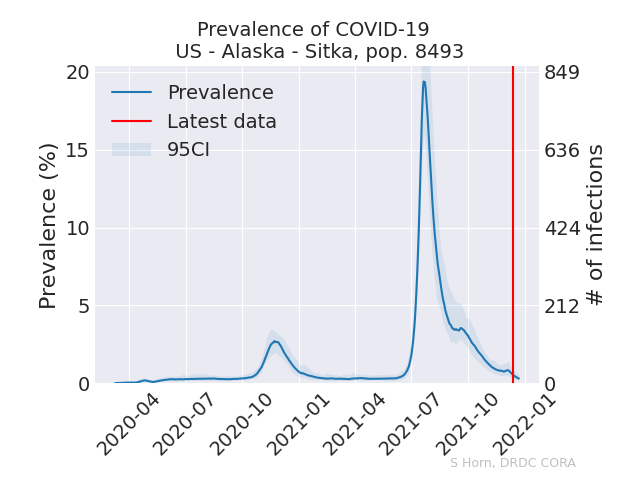 Prevalence of COVID-19
US - Alaska - Sitka, pop. 8493
Prevalence
Latest data
95CI
Prevalence (%)
20
15
10
5
0
849
636
424
212
0
# of infections
2020-04
2020-07
2020-10
2021-01
2021-04
2021-07
2021-10
2022-01
S Horn, DRDC CORA